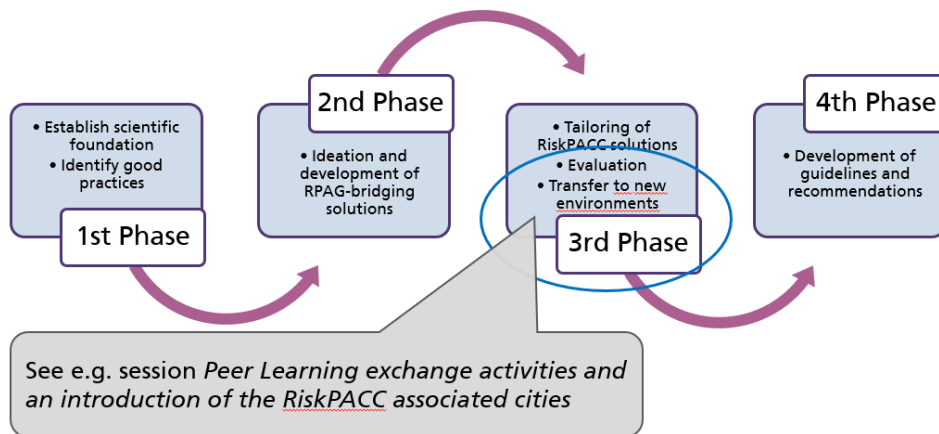 • Establish scientific
foundation
• Identify good
practices
1st Phase
2nd Phase
• Ideation and
development of
RPAG-bridging
solutions
• Tailoring of
RiskPACC solutions
• Evaluation
• Transfer to new
environments
3rd Phase
4th Phase
• Development of
guidelines and
recommendations
See e.g. session Peer Learning exchange activities and
an introduction of the RiskPACC associated cities